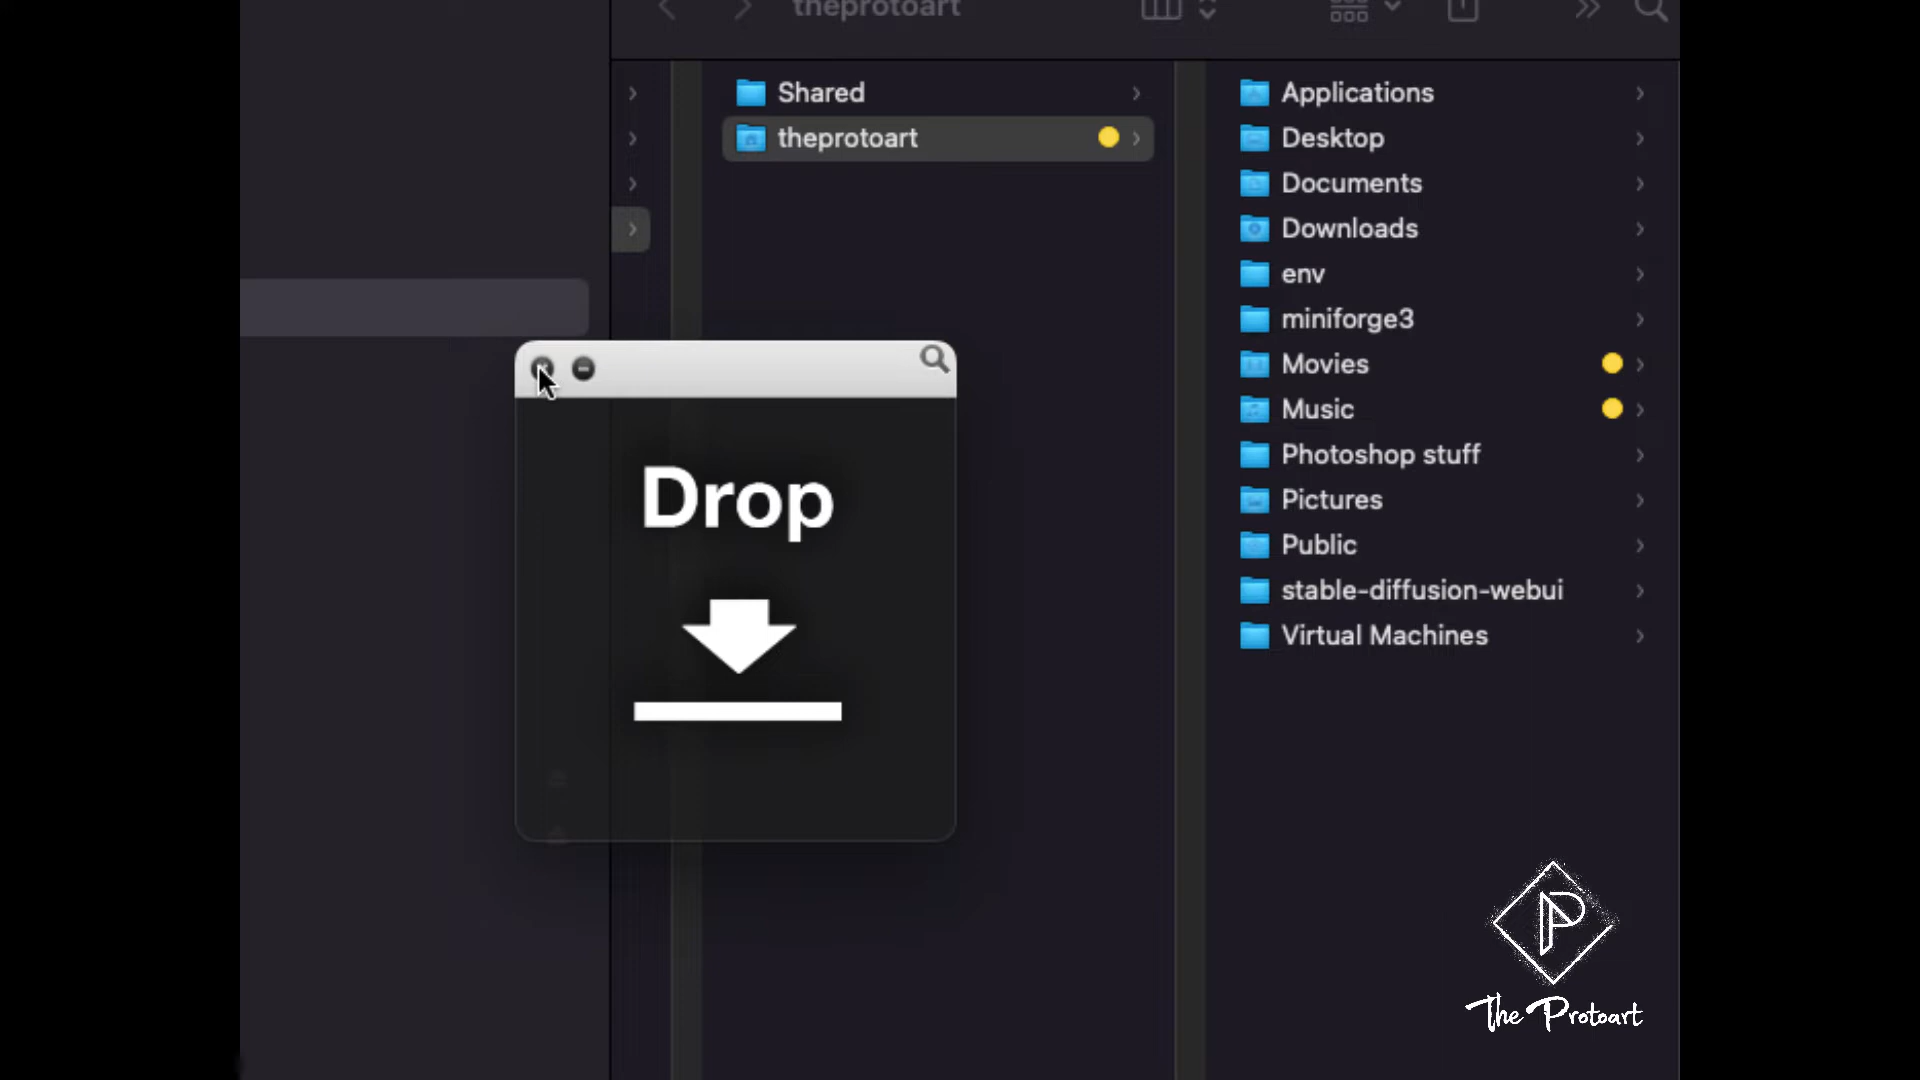 theprotoart
Shared
theprotoart
Applications
Desktop
Documents
Downloads
env
miniforge3
Movies
Music
Photoshop stuff
Pictures
Public
stable-diffusion-webui
Virtual Machines
Drop
P
The Protoart